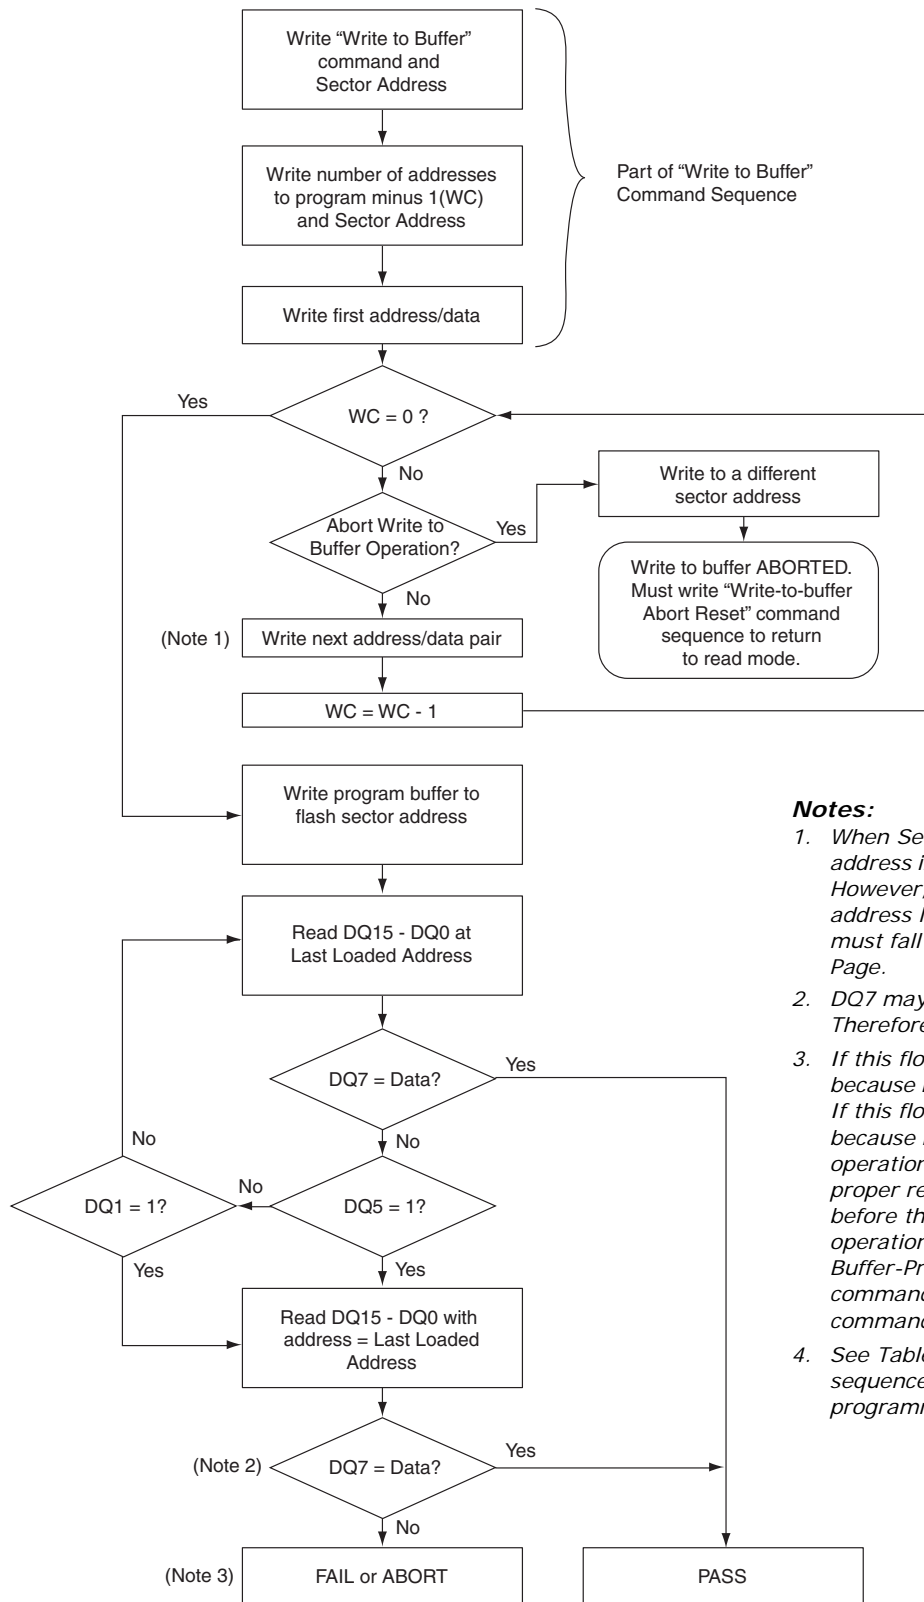 Write “Write to Buffer”
command and
Sector Address
Write number of addresses
to program minus 1(WC)
and Sector Address
Part of “Write to Buffer”
Command Sequence
Write first address/data
Yes
WC = 0 ?
No
Write to a different
sector address
Abort Write to
Buffer Operation?
Yes
No
Write to buffer ABORTED.
Must write “Write-to-buffer
Abort Reset” command
sequence to return
to read mode.
(Note 1)
Write next address/data pair
WC = WC - 1
Write program buffer to
flash sector address
Notes:
1. When Se
address i
However,
address l
must fall
Page.
2. DQ7 may
Therefore
3. If this flo
because
If this flo
because
operation
proper re
before th
operation
Buffer-Pr
command
command
4. See Table
sequence
programm
Read DQ15 - DQ0 at
Last Loaded Address
DQ7 = Data?
Yes
No
No
DQ1 = 1?
No
DQ5 = 1?
Yes
Yes
Read DQ15 - DQ0 with
address = Last Loaded
Address
(Note 2)
DQ7 = Data?
Yes
No
(Note 3)
FAIL or ABORT
PASS